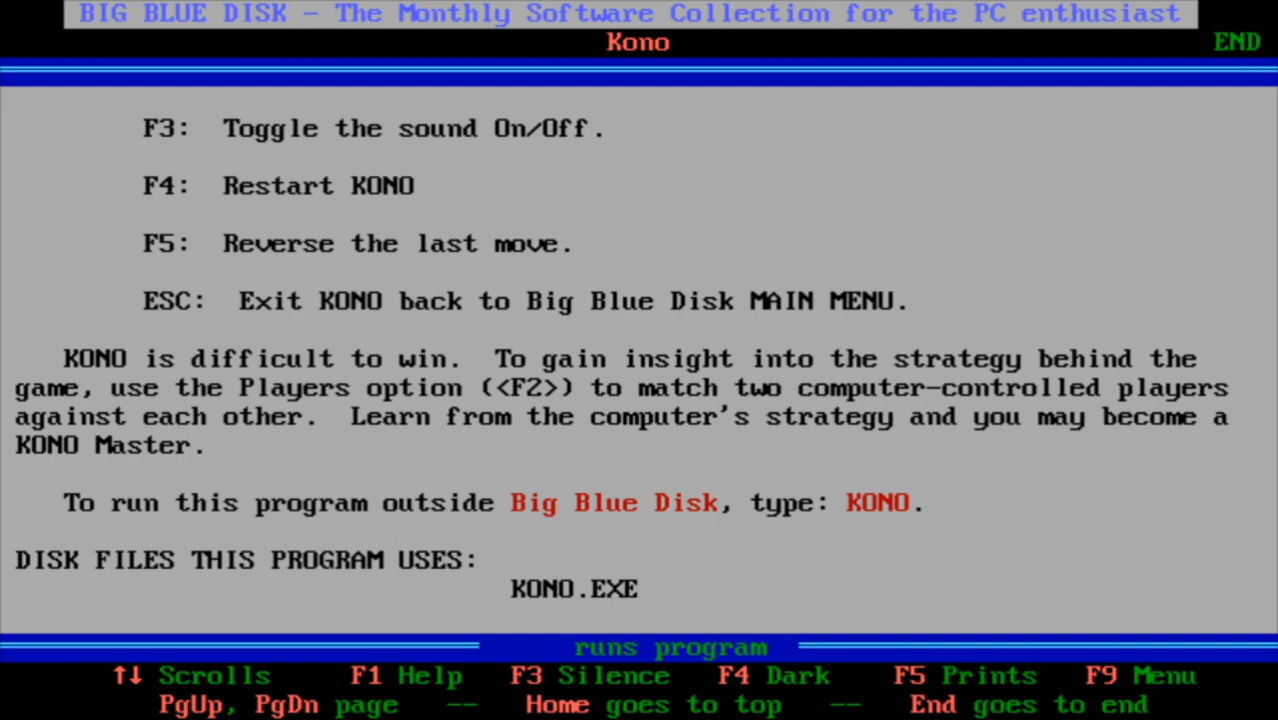 BIG BLUE DISK - The Monthly Software Collection for the PC enthusiast
Kono END
F3: Toggle the sound On/Off.
F4: Restart KONO
F5: Reverse the last move.
ESC: Exit KONO back to Big Blue Disk MAIN MENU.
KONO is difficult to win. To gain insight into the strategy behind the
game, use the Players option (<F2>) to match two computer-controlled players
against each other. Learn from the computer's strategy and you may become a
KONO Master.
To run this program outside Big Blue Disk, type: KONO.
DISK FILES THIS PROGRAM USES:
KONO.EXE
runs program
↑↓ Scrolls F1 Help F3 Silence F4 Dark F5 Prints F9 Menu
PgUp, PgDn page -- Home goes to top -- End goes to end